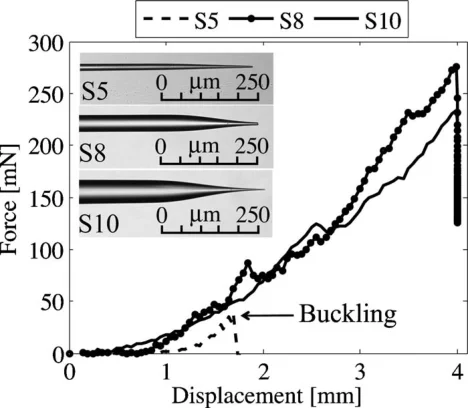 S5 S8 S10
300
250
200
150
100
50
0
Force [mN]
0 μm 250
S5
0 μm 250
S8
0 μm 250
S10
Buckling
0 1 2 3 4
Displacement [mm]